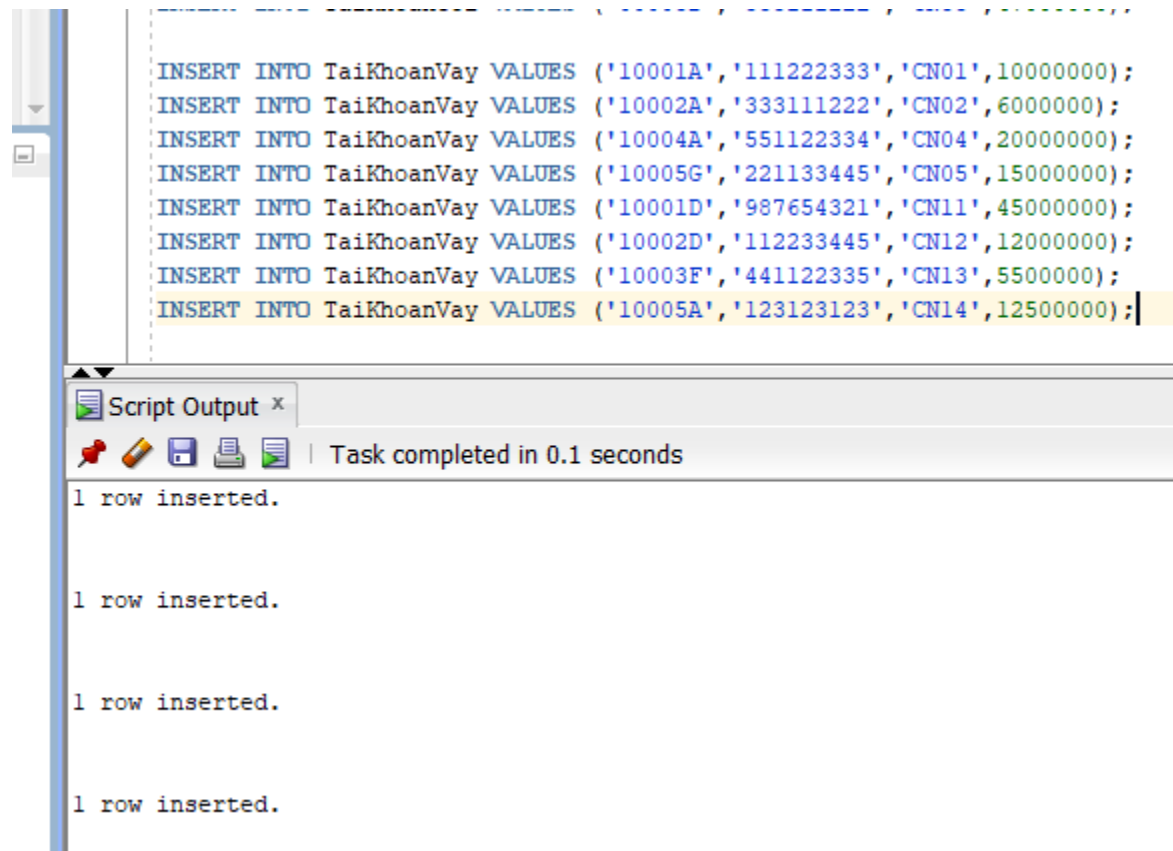 INSERT INTO TaiKhoanVay VALUES ('10001A','111222333','CN01',10000000);
INSERT INTO TaiKhoanVay VALUES ('10002A','333111222','CN02',6000000);
INSERT INTO TaiKhoanVay VALUES ('10004A','551122334','CN04',20000000);
INSERT INTO TaiKhoanVay VALUES ('10005G','221133445','CN05',15000000);
INSERT INTO TaiKhoanVay VALUES ('10001D','987654321','CN11',45000000);
INSERT INTO TaiKhoanVay VALUES ('10002D','112233445','CN12',12000000);
INSERT INTO TaiKhoanVay VALUES ('10003F','441122335','CN13',5500000);
INSERT INTO TaiKhoanVay VALUES ('10005A','123123123','CN14',12500000);
Script Output x
Task completed in 0.1 seconds
1 row inserted.
1 row inserted.
1 row inserted.
1 row inserted.